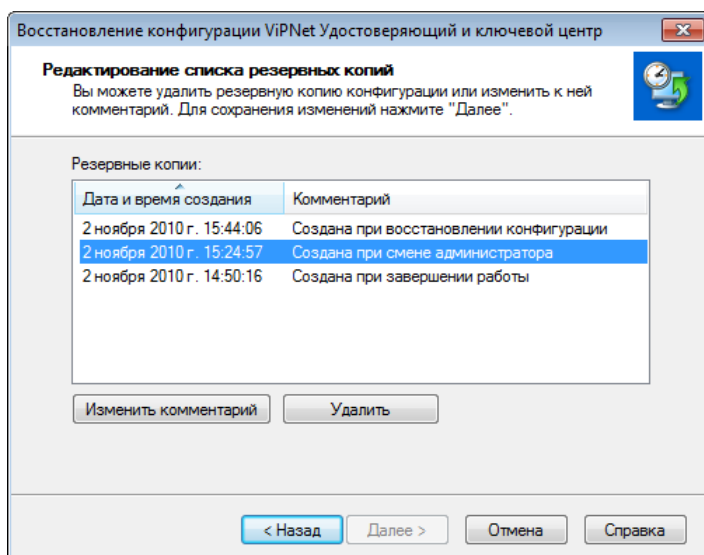 Восстановление конфигурации ViPNet Удостоверяющий и ключевой центр
Редактирование списка резервных копий
Вы можете удалить резервную копию конфигурации или изменить к ней
комментарий. Для сохранения изменений нажмите "Далее".
Резервные копии:
Дата и время создания Комментарий
2 ноября 2010 г. 15:44:06 Создана при восстановлении конфигурации
2 ноября 2010 г. 15:24:57 Создана при смене администратора
2 ноября 2010 г. 14:50:16 Создана при завершении работы
Изменить комментарий Удалить
< Назад Далее > Отмена Справка